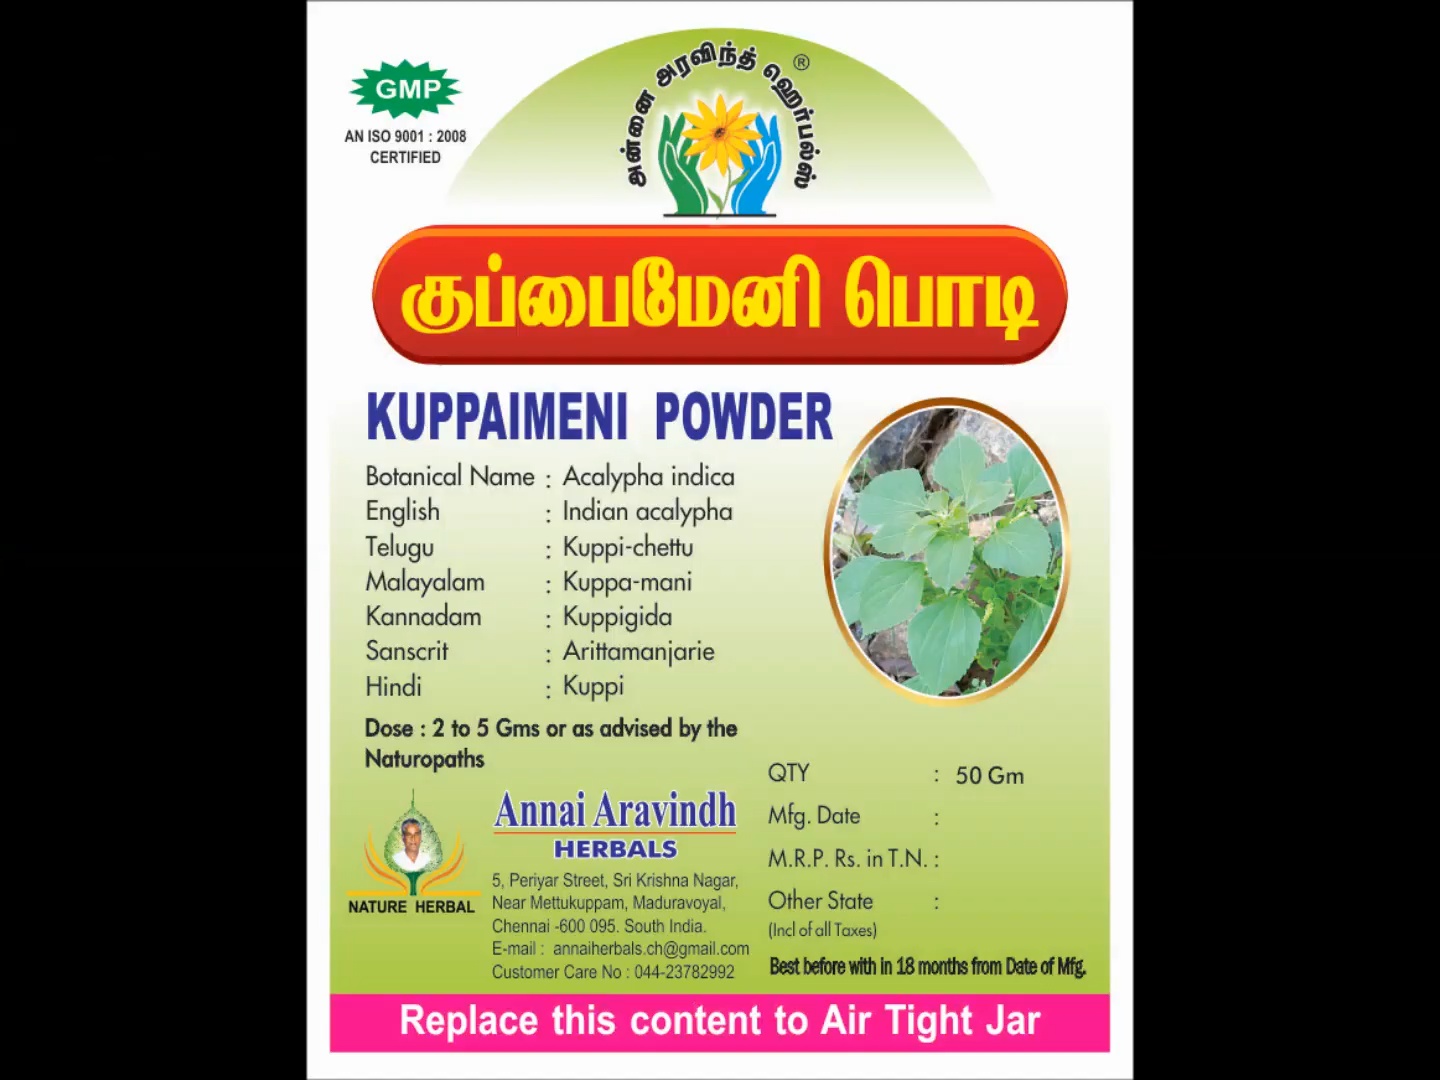 அன்னை அரவிந்த் ஹெர்பல்ஸ் ®
GMP
AN ISO 9001 : 2008
CERTIFIED
குப்பைமேனி பொடி
KUPPAIMENI POWDER
Botanical Name : Acalypha indica
English : Indian acalypha
Telugu : Kuppi-chettu
Malayalam : Kuppa-mani
Kannadam : Kuppigida
Sanscrit : Arittamanjarie
Hindi : Kuppi
Dose : 2 to 5 Gms or as advised by the
Naturopaths
NATURE HERBAL
Annai Aravindh
HERBALS
5, Periyar Street, Sri Krishna Nagar,
Near Mettukuppam, Maduravoyal,
Chennai -600 095. South India.
E-mail : annaiherbals.ch@gmail.com
Customer Care No : 044-23782992
QTY : 50 Gm
Mfg. Date :
M.R.P. Rs. in T.N. :
Other State :
(Incl of all Taxes)
Best before with in 18 months from Date of Mfg.
Replace this content to Air Tight Jar